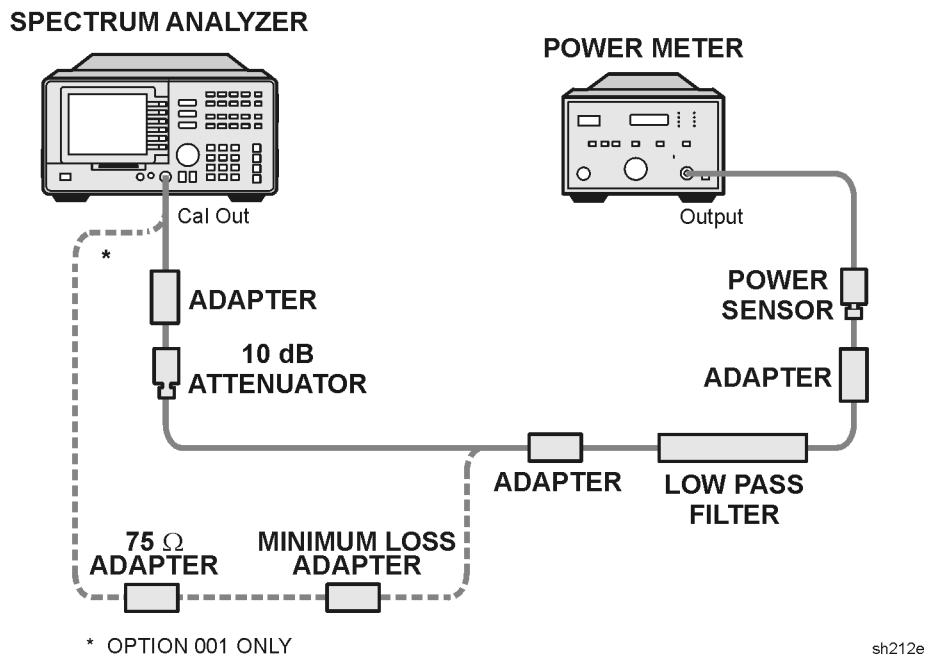 SPECTRUM ANALYZER
POWER METER
Cal Out
Output
*
ADAPTER
POWER
SENSOR
10 dB
ATTENUATOR
ADAPTER
ADAPTER
LOW PASS
FILTER
75 Ω
ADAPTER
MINIMUM LOSS
ADAPTER
* OPTION 001 ONLY
sh212e